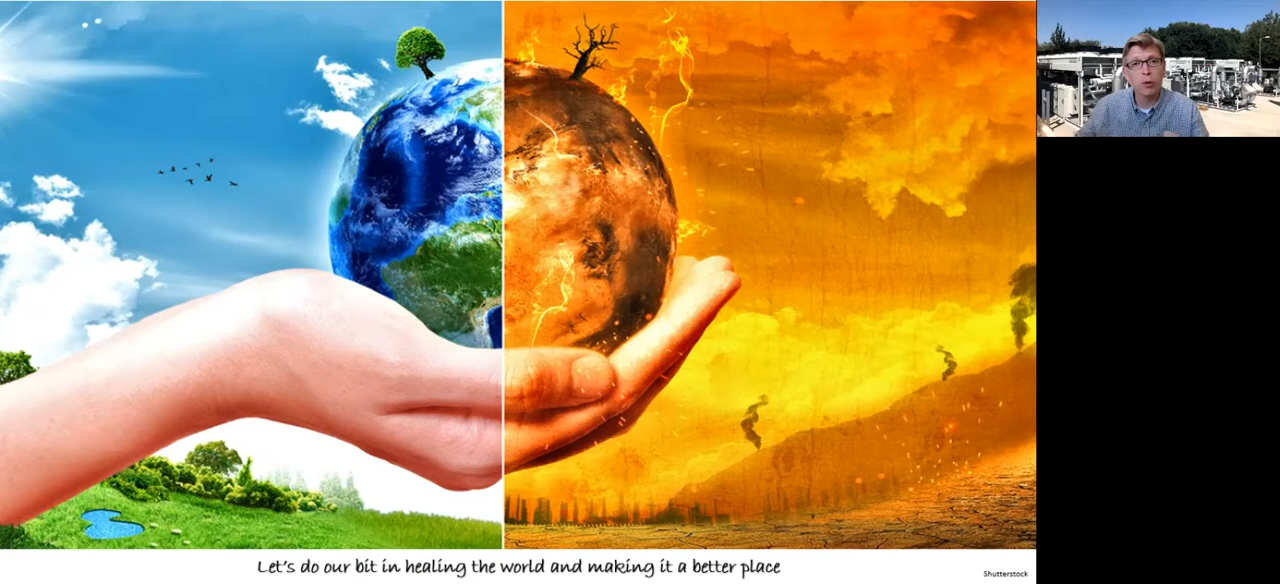 Let's do our bit in healing the world and making it a better place
Shutterstock